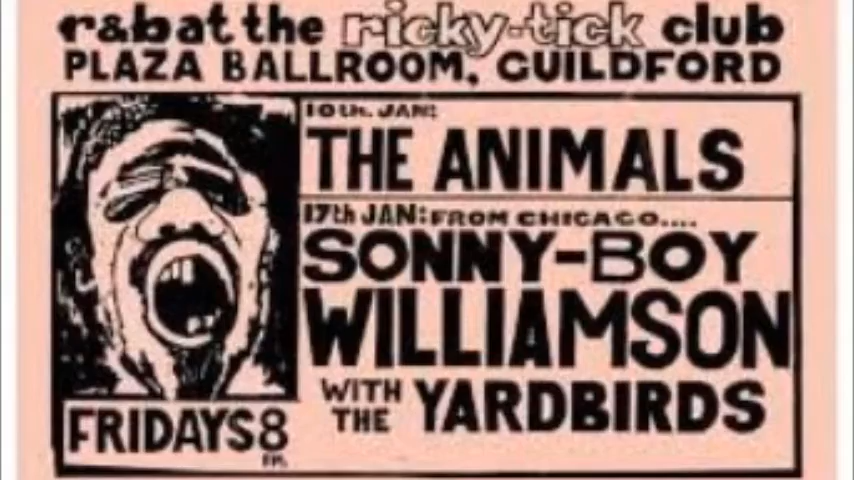 r&b at the ricky-tick club
PLAZA BALLROOM, GUILDFORD
10th. JAN:
THE ANIMALS
17th JAN: FROM CHICAGO....
SONNY-BOY
WILLIAMSON
WITH THE YARDBIRDS
FRIDAYS 8 PM.